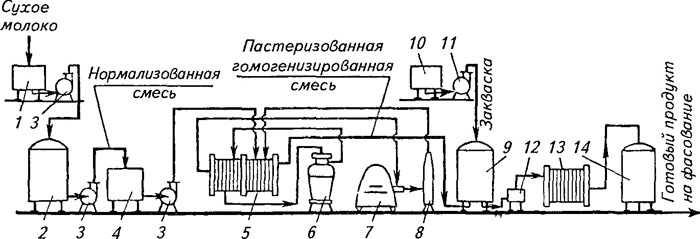 Сухое
молоко
Нормализованная
смесь
Пастеризованная
гомогенизированная
смесь
10
11
Закваска
Готовый продукт
на фасование
1
3
2
3
4
3
5
6
7
8
9
12
13
14